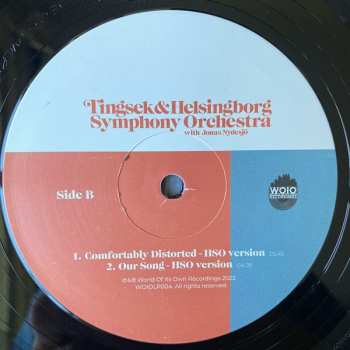 Tingsek&Helsingborg
Symphony Orchestra
with Jonas Nydesjö
Side B
WOIO
1. Comfortably Distorted - HSO version
2. Our Song - HSO version
World Of Its Own Recordings 2022
WOIOLP004. All rights reserved.